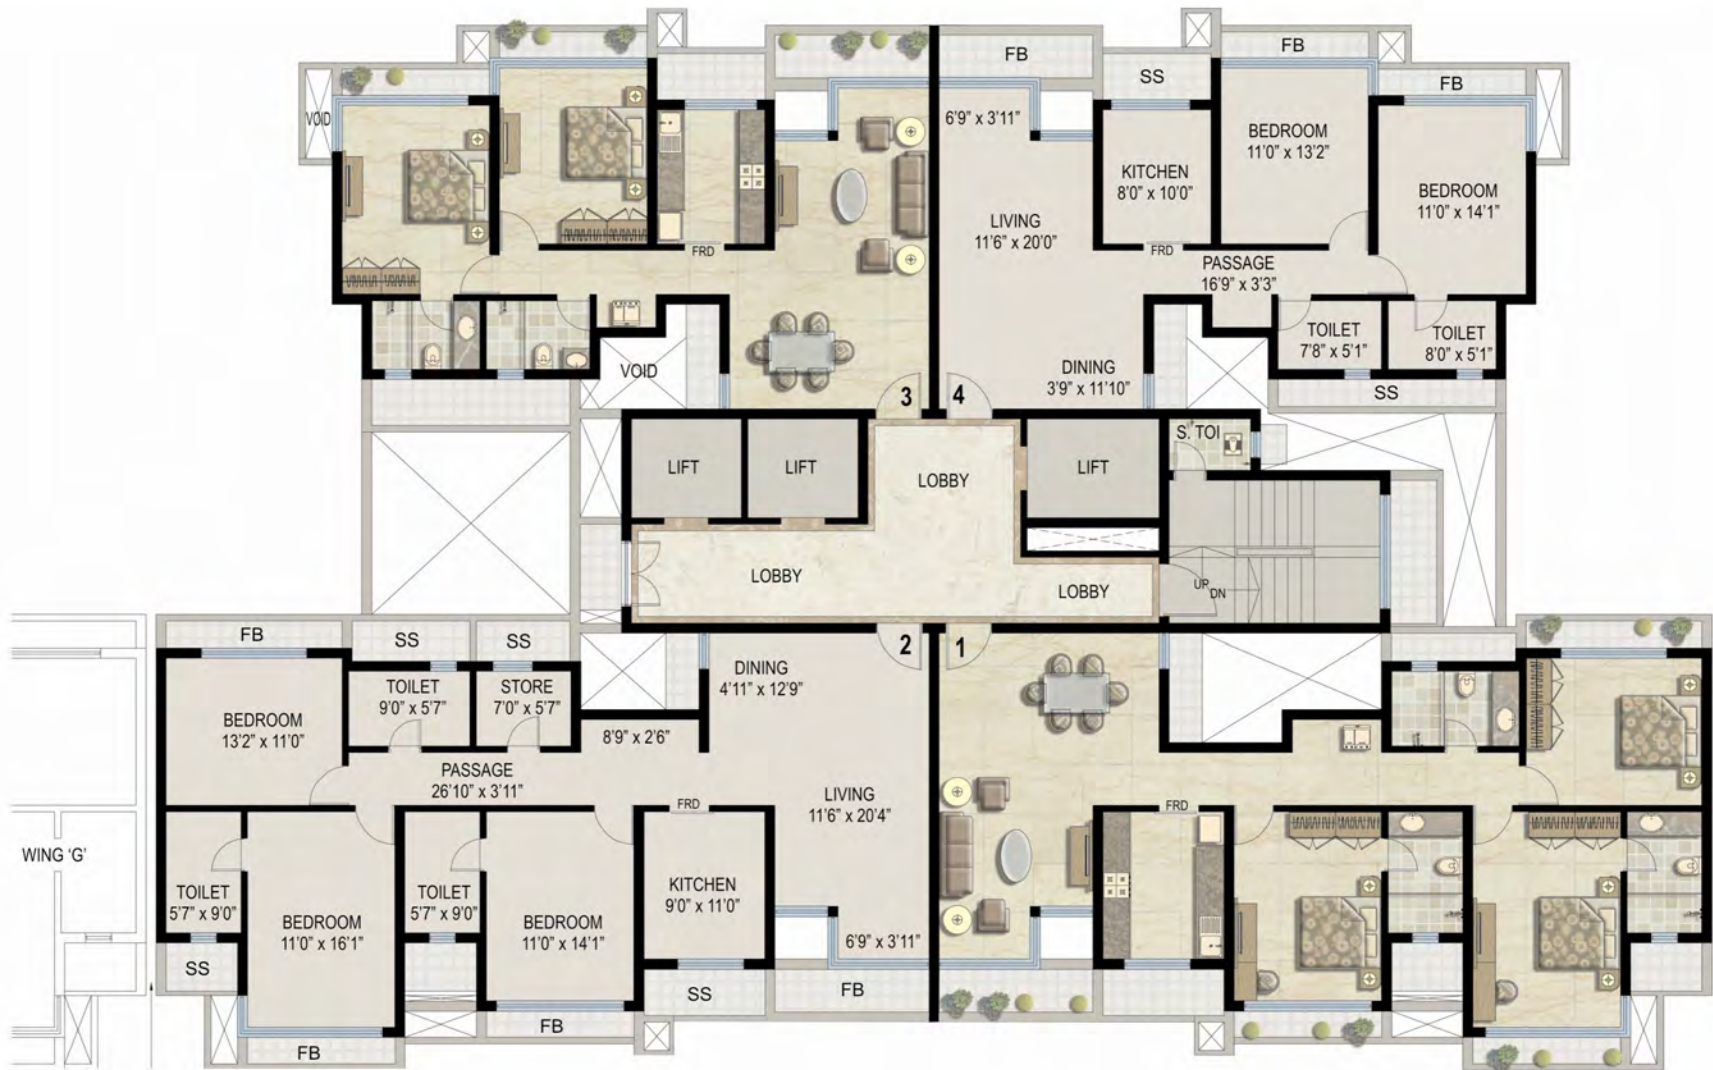 FB
FB
SS
FB
VOID
6'9" x 3'11"
BEDROOM
11'0" x 13'2"
KITCHEN
8'0" x 10'0"
BEDROOM
11'0" x 14'1"
LIVING
11'6" x 20'0"
FRD
FRD
PASSAGE
16'9" x 3'3"
TOILET
7'8" x 5'1"
TOILET
8'0" x 5'1"
VOID
DINING
3'9" x 11'10"
SS
3
4
S. TOI
LIFT
LIFT
LOBBY
LIFT
LOBBY
LOBBY
UP
DN
FB
SS
SS
2
1
DINING
4'11" x 12'9"
TOILET
9'0" x 5'7"
STORE
7'0" x 5'7"
BEDROOM
13'2" x 11'0"
8'9" x 2'6"
PASSAGE
26'10" x 3'11"
LIVING
11'6" x 20'4"
FRD
FRD
WING 'G'
TOILET
5'7" x 9'0"
TOILET
5'7" x 9'0"
KITCHEN
9'0" x 11'0"
BEDROOM
11'0" x 16'1"
BEDROOM
11'0" x 14'1"
6'9" x 3'11"
SS
SS
FB
FB
FB